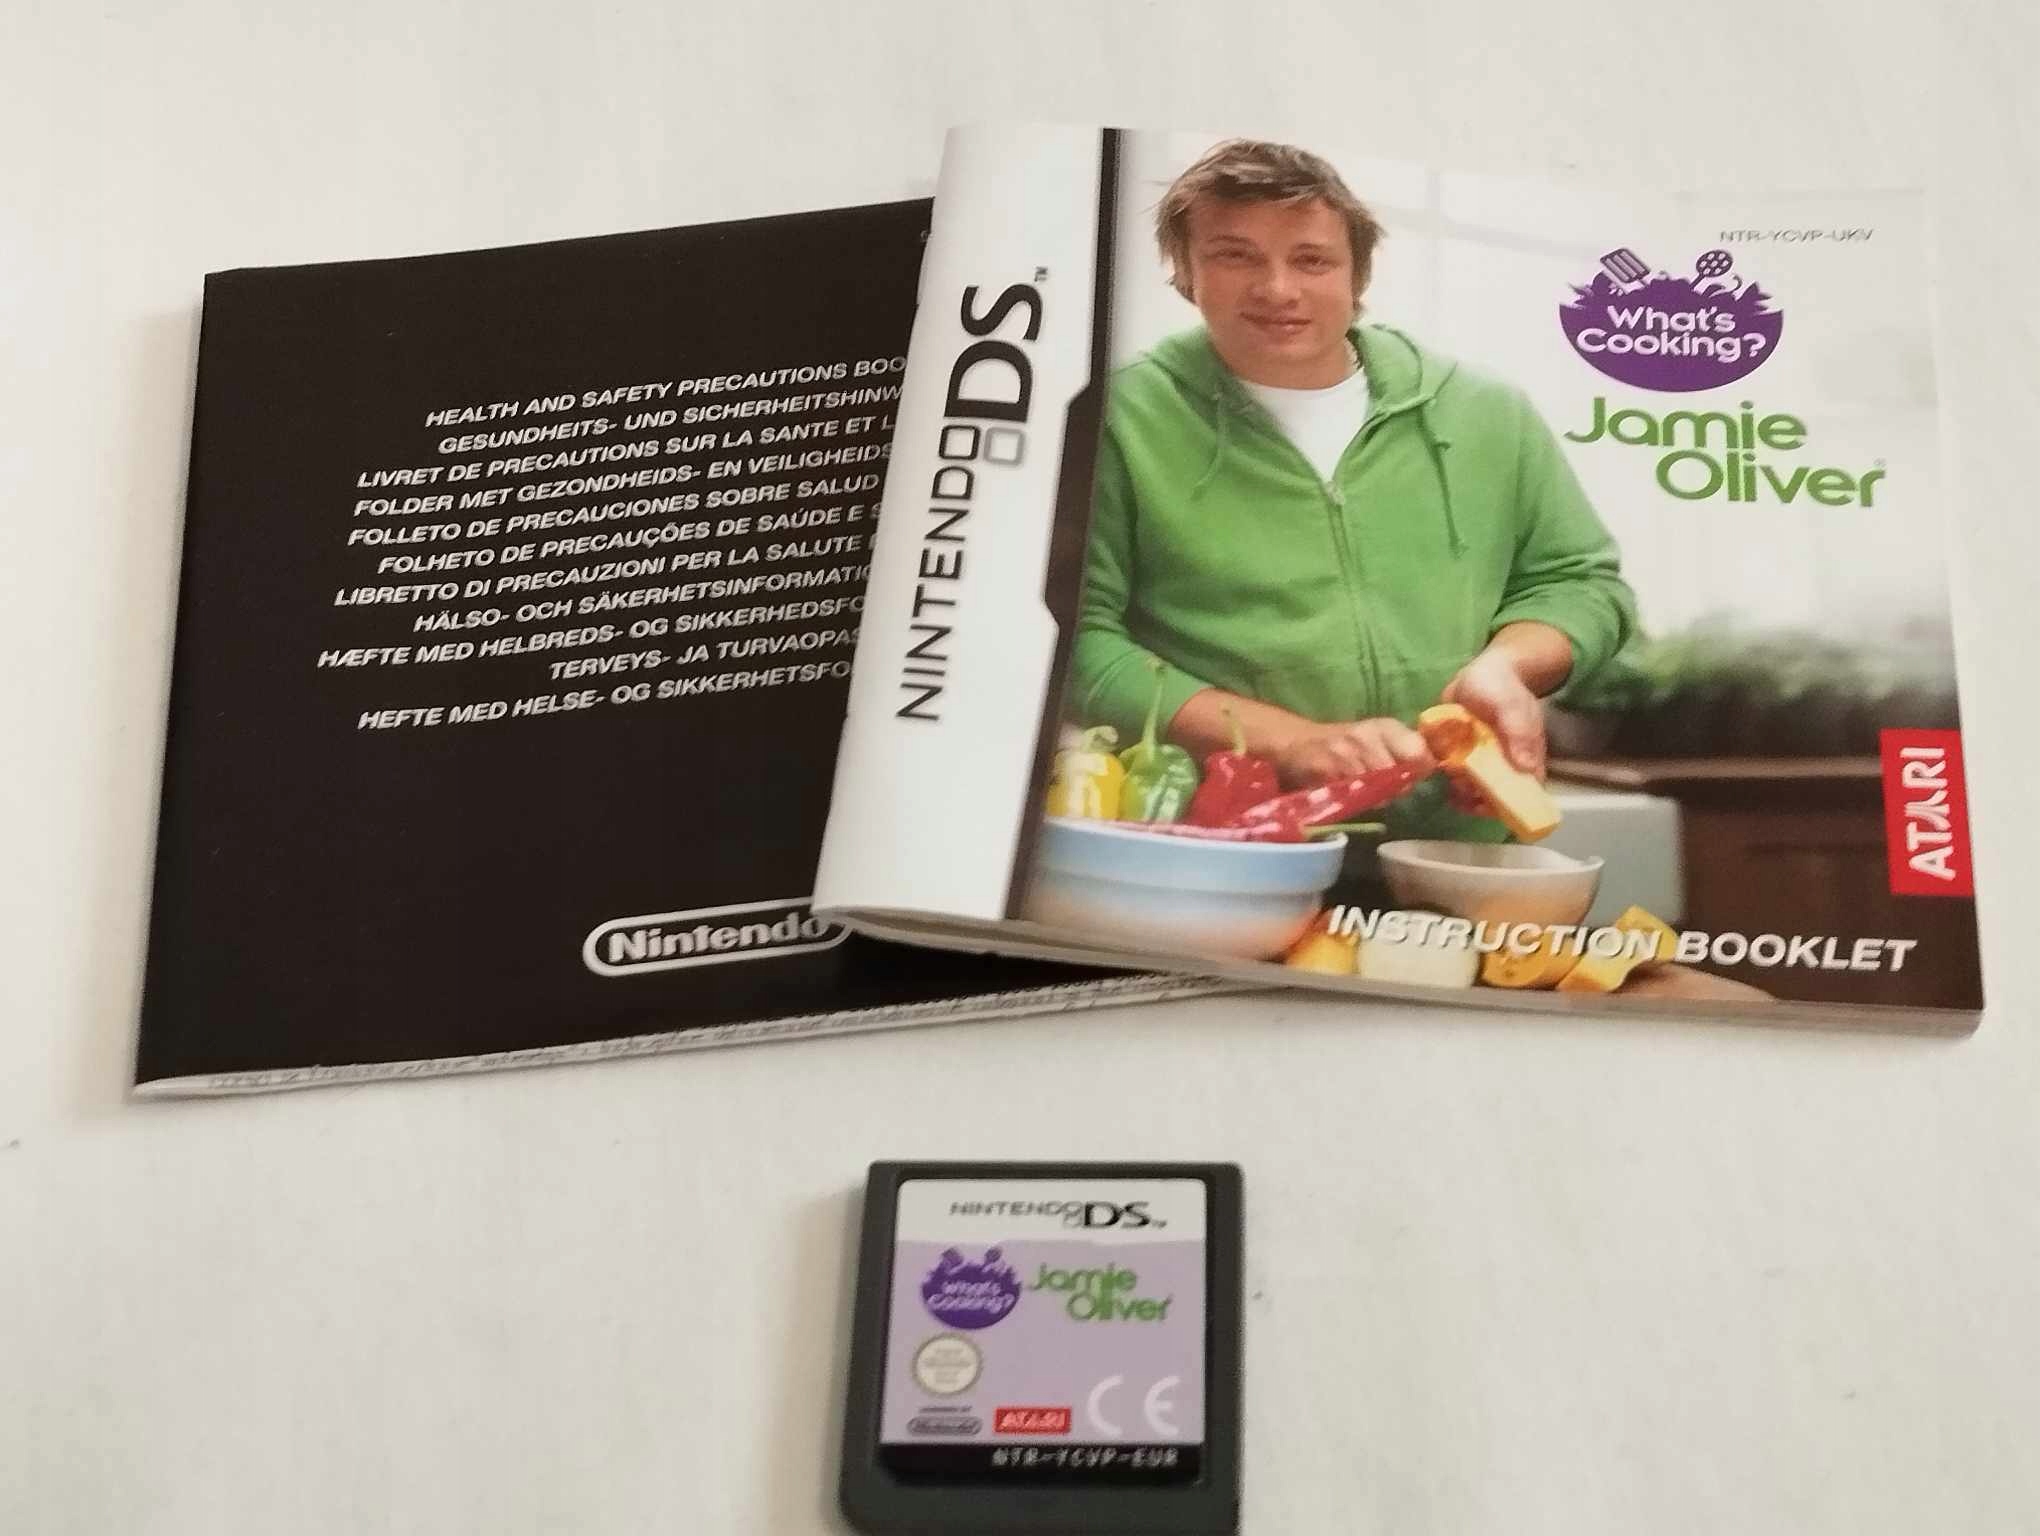 HEALTH AND SAFETY PRECAUTIONS BOO
GESUNDHEITS- UND SICHERHEITSHINW
LIVRET DE PRECAUTIONS SUR LA SANTE ET L
FOLDER MET GEZONDHEIDS- EN VEILIGHEIDS
FOLLETO DE PRECAUCIONES SOBRE SALUD
FOLHETO DE PRECAUÇÕES DE SAÚDE E S
LIBRETTO DI PRECAUZIONI PER LA SALUTE
HÄLSO- OCH SÄKERHETSINFORMATIO
HÆFTE MED HELBREDS- OG SIKKERHEDSFO
TERVEYS- JA TURVAOPAS
HEFTE MED HELSE- OG SIKKERHETSFO
Nintendo
NINTENDO DS™
NTR-YCVP-UKV
What's
Cooking?
Jamie
Oliver®
ATARI
INSTRUCTION BOOKLET
NINTENDO DS™
What's
Cooking?
Jamie
Oliver
Nintendo
ATARI
CE
NTR-YCVP-EUR